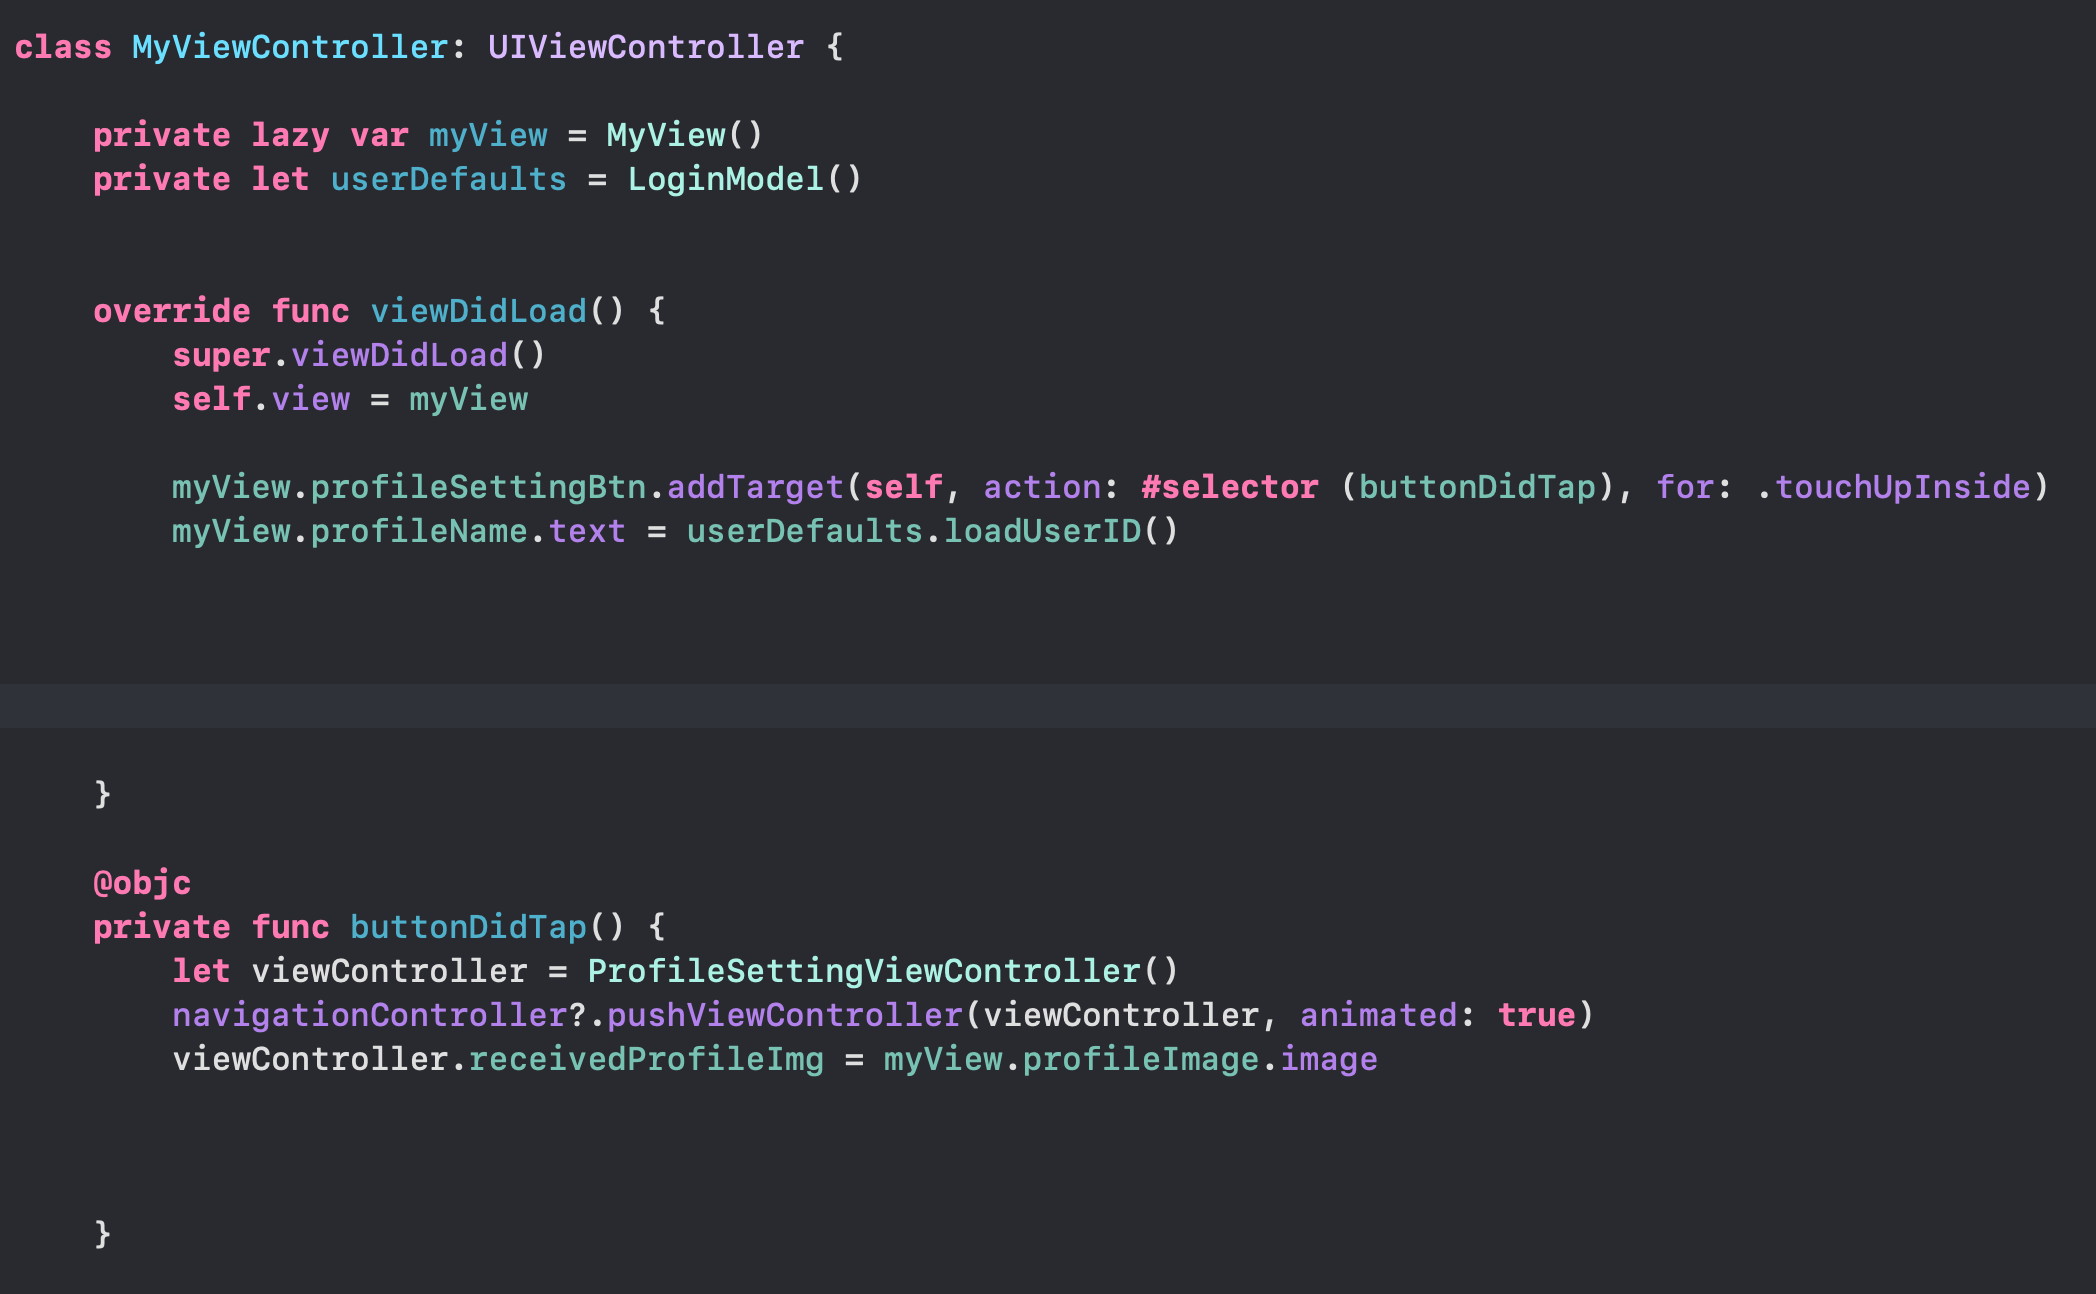 class MyViewController: UIViewController {
    private lazy var myView = MyView()
    private let userDefaults = LoginModel()
    override func viewDidLoad() {
        super.viewDidLoad()
        self.view = myView
        myView.profileSettingBtn.addTarget(self, action: #selector (buttonDidTap), for: .touchUpInside)
        myView.profileName.text = userDefaults.loadUserID()
    }
    @objc
    private func buttonDidTap() {
        let viewController = ProfileSettingViewController()
        navigationController?.pushViewController(viewController, animated: true)
        viewController.receivedProfileImg = myView.profileImage.image
    }